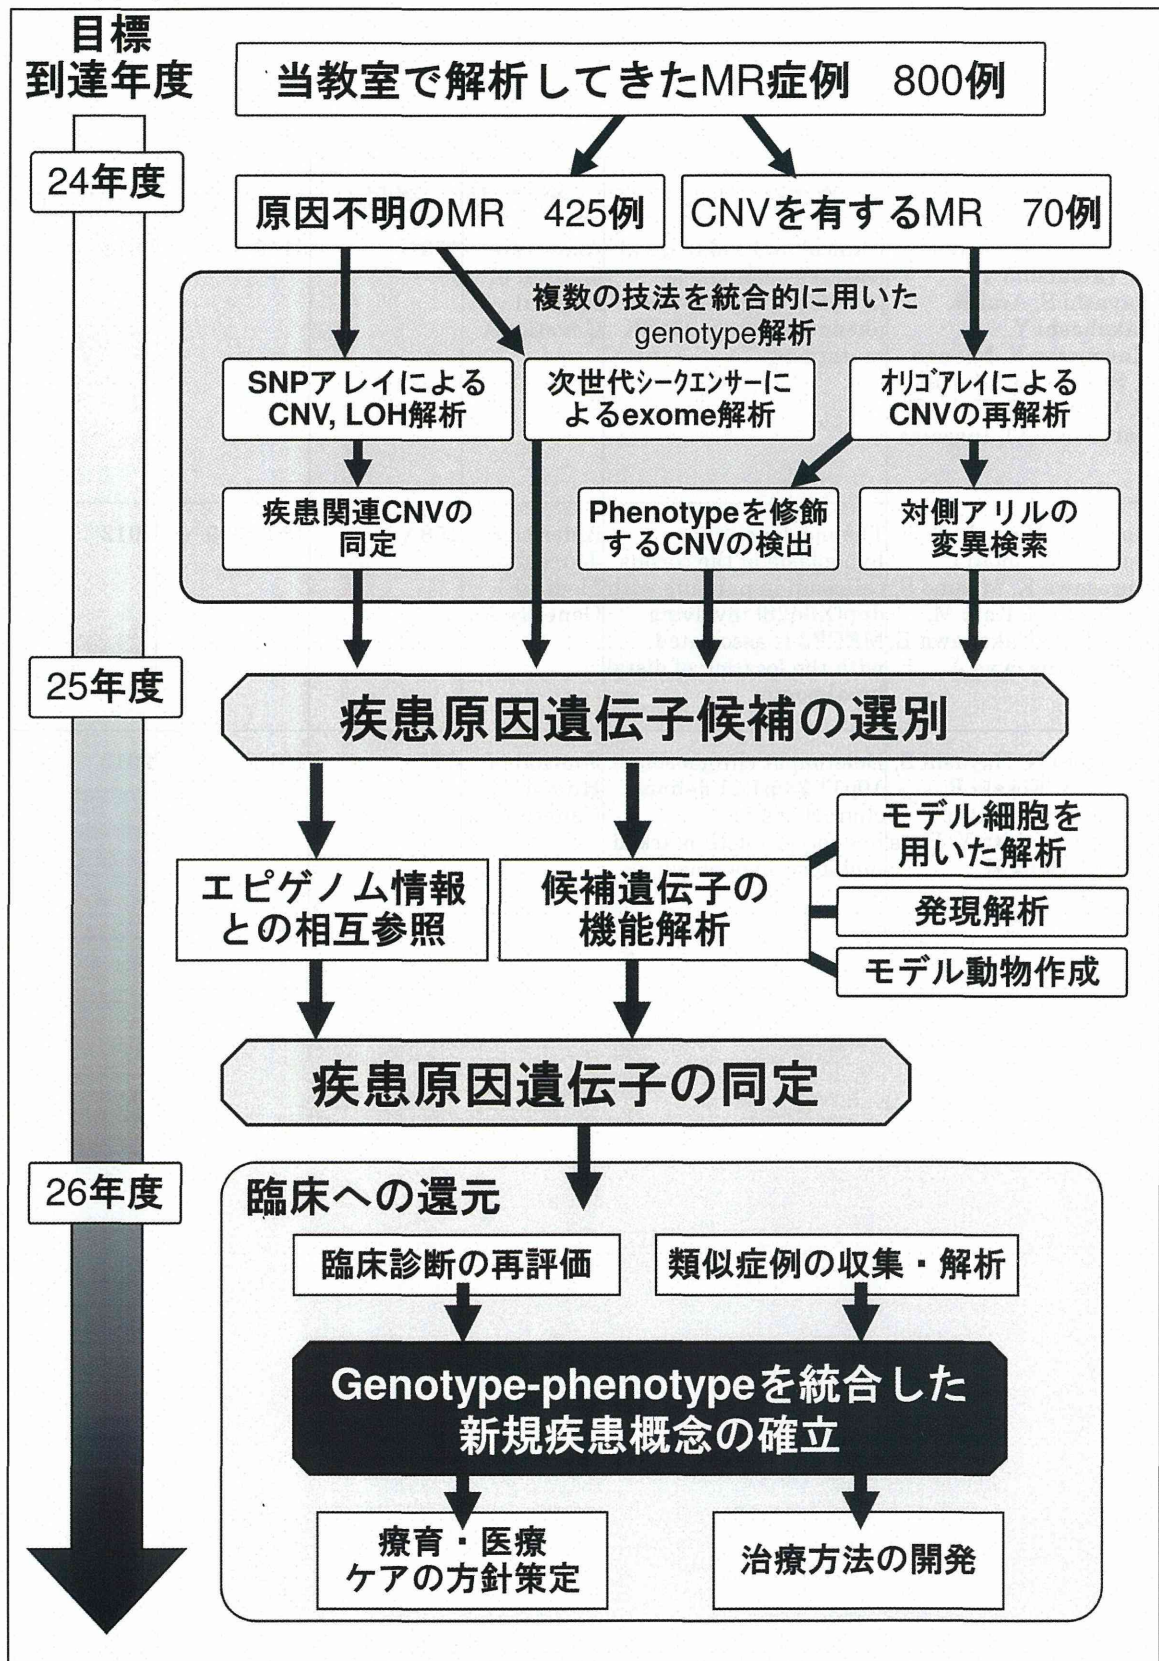 目標
到達年度
当教室で解析してきたMR症例 800例
24年度
原因不明のMR 425例
CNVを有するMR 70例
複数の技法を統合的に用いた
genotype解析
SNPアレイによる
CNV, LOH解析
次世代シークエンサーに
よるexome解析
オリゴアレイによる
CNVの再解析
疾患関連CNVの
同定
Phenotypeを修飾
するCNVの検出
対側アリルの
変異検索
25年度
疾患原因遺伝子候補の選別
エピゲノム情報
との相互参照
候補遺伝子の
機能解析
モデル細胞を
用いた解析
発現解析
モデル動物作成
疾患原因遺伝子の同定
26年度
臨床への還元
臨床診断の再評価
類似症例の収集・解析
Genotype-phenotypeを統合した
新規疾患概念の確立
療育・医療
ケアの方針策定
治療方法の開発